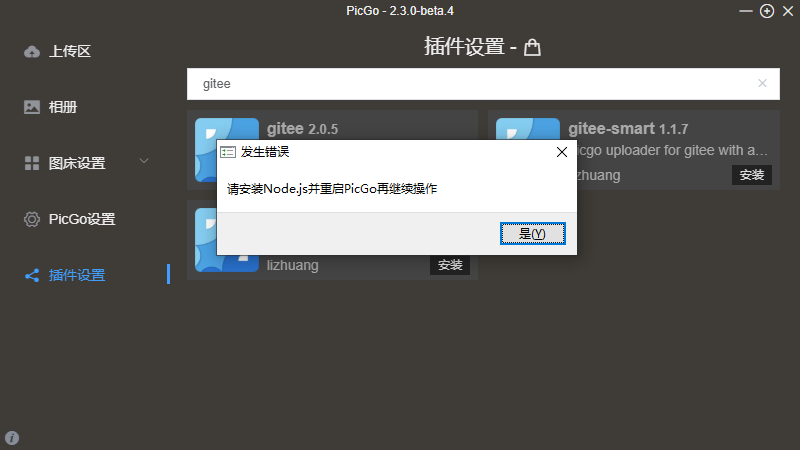 PicGo - 2.3.0-beta.4
上传区
相册
图床设置
PicGo设置
插件设置
插件设置 -
gitee
gitee 2.0.5
gitee-smart 1.1.7
picgo uploader for gitee with a...
lizhuang
安装
发生错误
请安装Node.js并重启PicGo再继续操作
是(Y)
lizhuang
安装